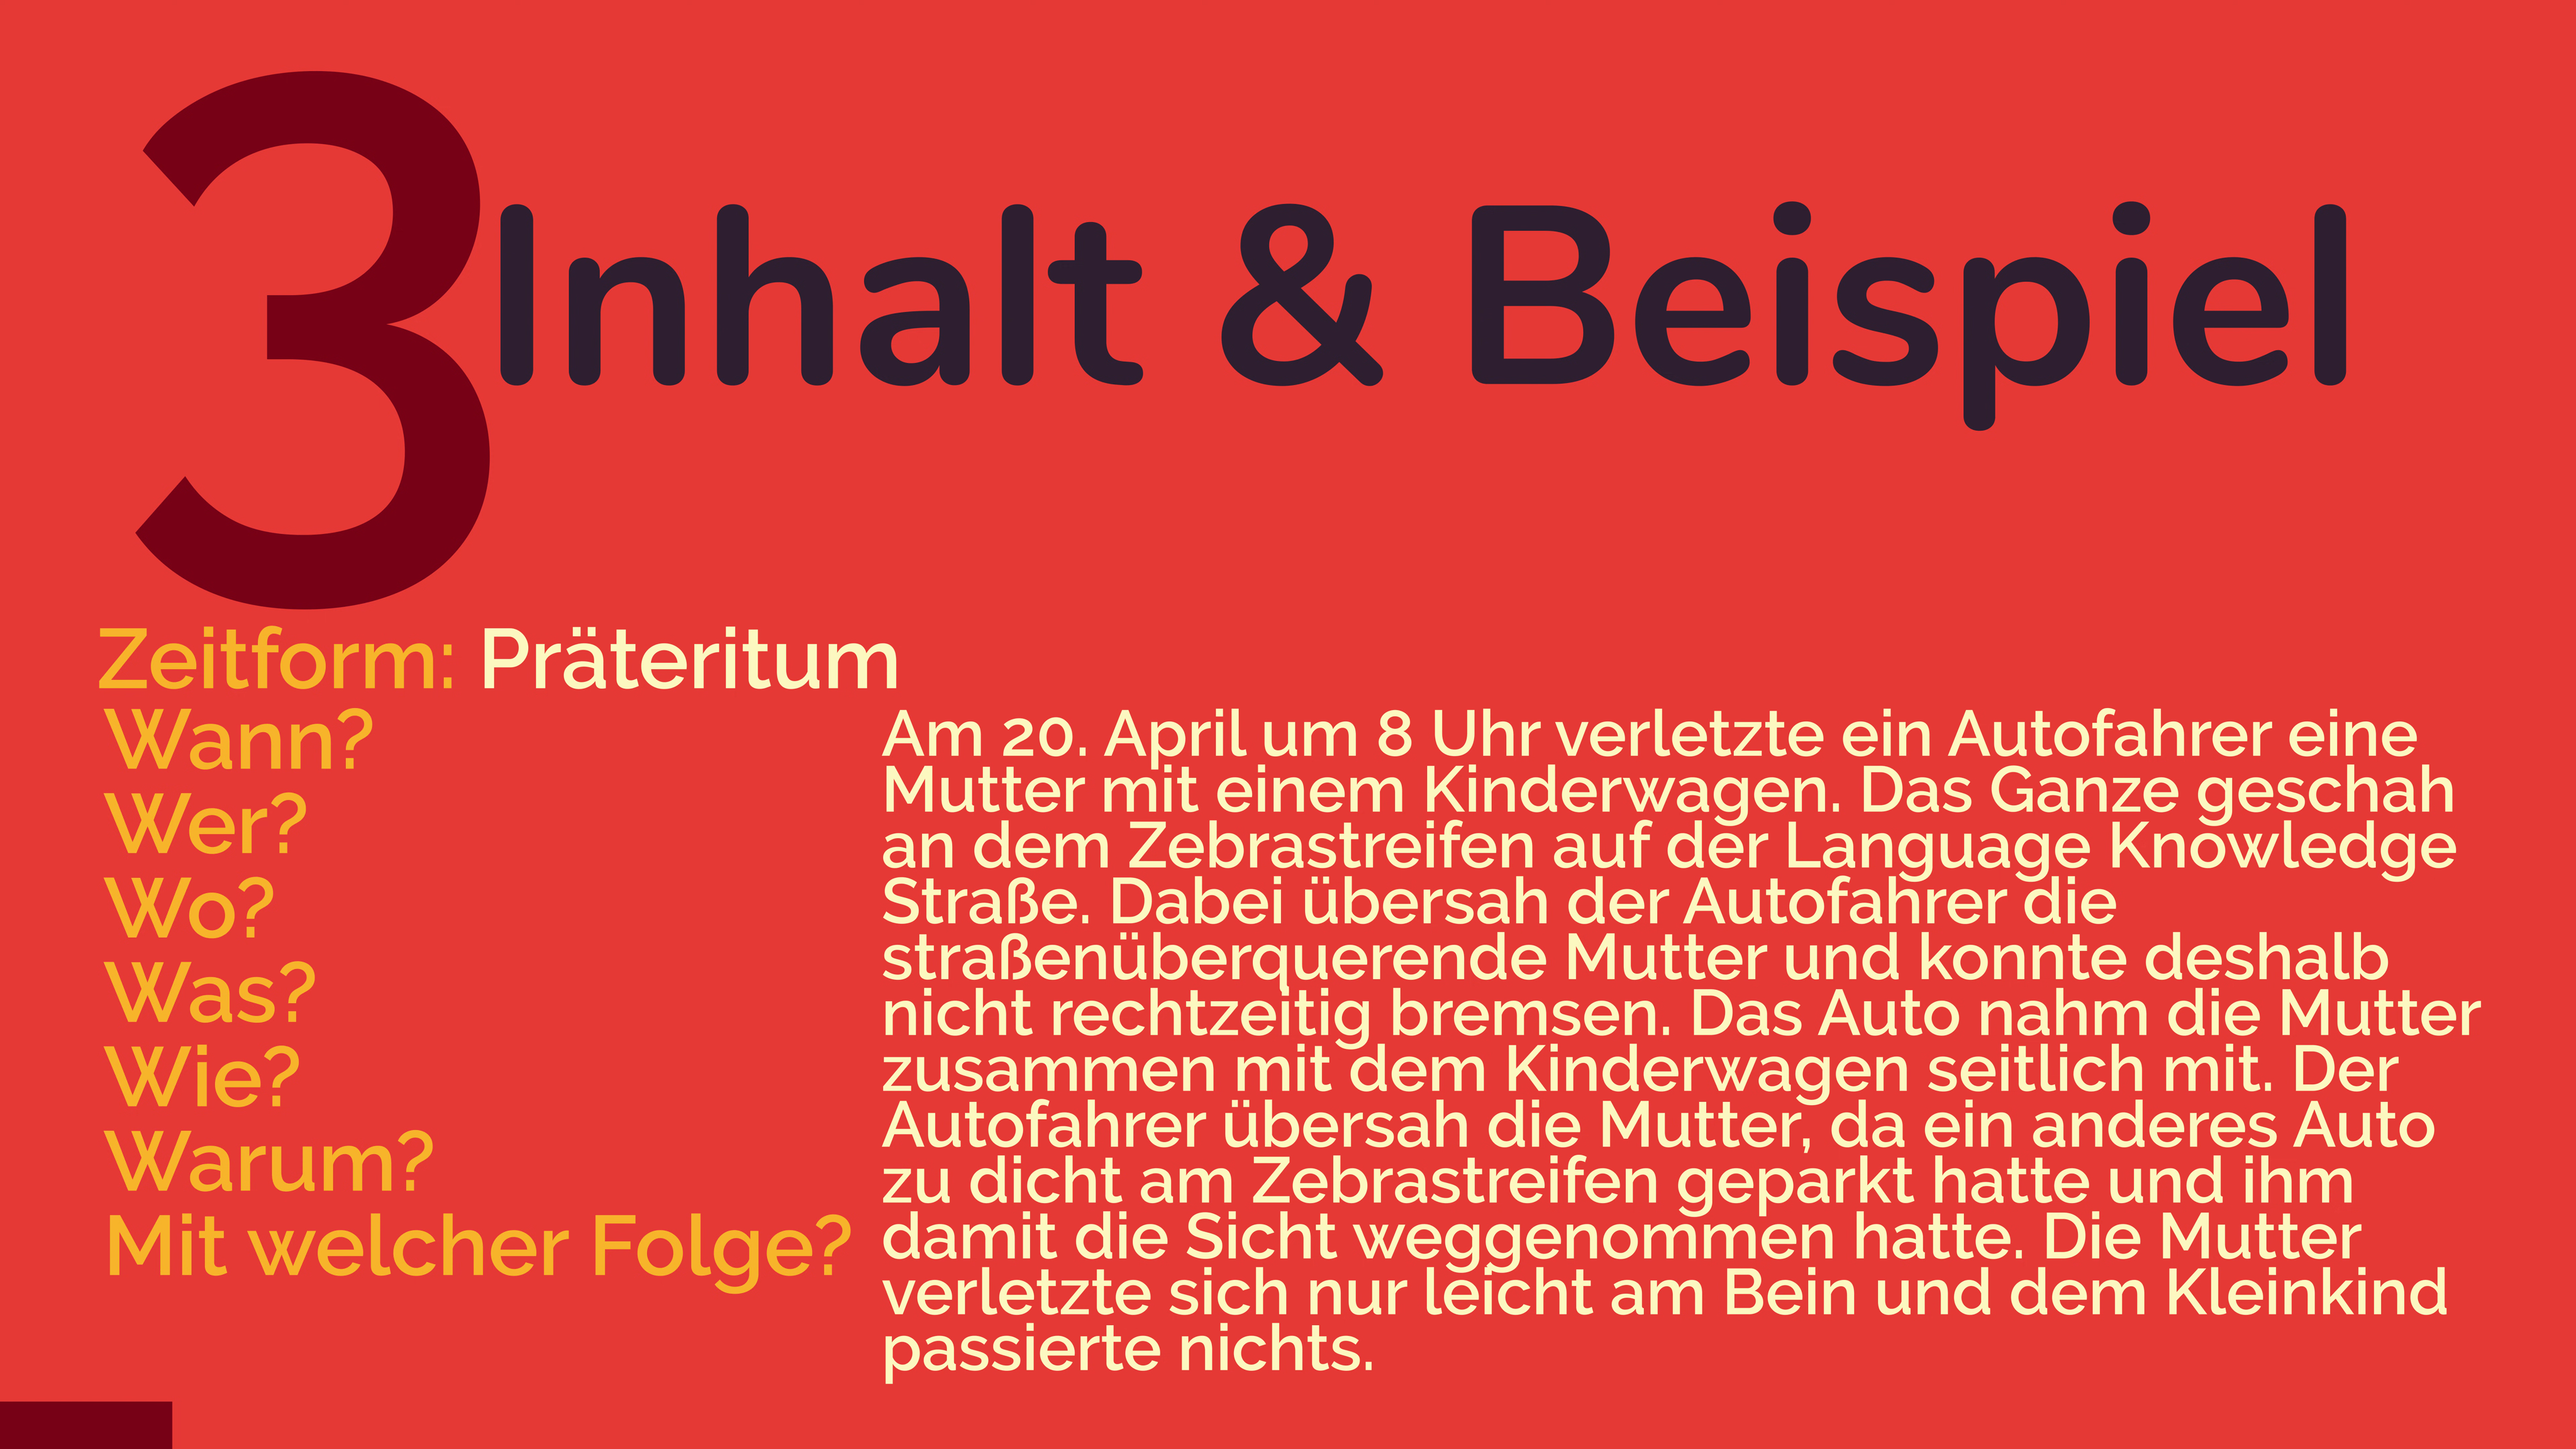 3
Inhalt & Beispiel
Zeitform: Präteritum
Wann?
Wer?
Wo?
Was?
Wie?
Warum?
Mit welcher Folge?
Am 20. April um 8 Uhr verletzte ein Autofahrer eine
Mutter mit einem Kinderwagen. Das Ganze geschah
an dem Zebrastreifen auf der Language Knowledge
Straße. Dabei übersah der Autofahrer die
straßenüberquerende Mutter und konnte deshalb
nicht rechtzeitig bremsen. Das Auto nahm die Mutter
zusammen mit dem Kinderwagen seitlich mit. Der
Autofahrer übersah die Mutter, da ein anderes Auto
zu dicht am Zebrastreifen geparkt hatte und ihm
damit die Sicht weggenommen hatte. Die Mutter
verletzte sich nur leicht am Bein und dem Kleinkind
passierte nichts.